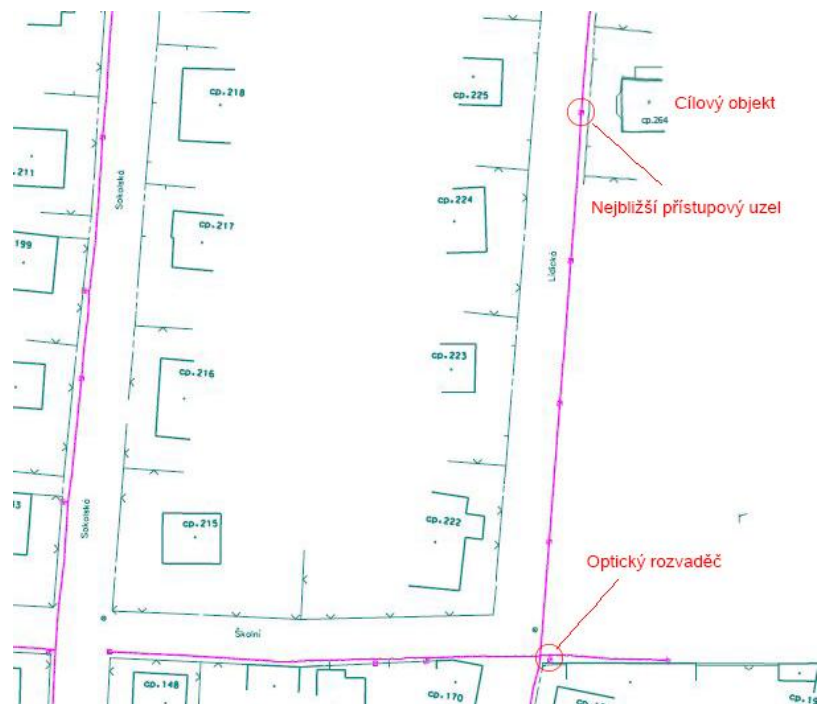 cp.218
cp.225
Cílový objekt
cp.264
.211
Sokolská
cp.224
Nejbližší přístupový uzel
cp.217
199
Lidická
cp.223
cp.216
Sokolská
cp.215
cp.222
Optický rozvaděč
Školní
cp.148
cp.170